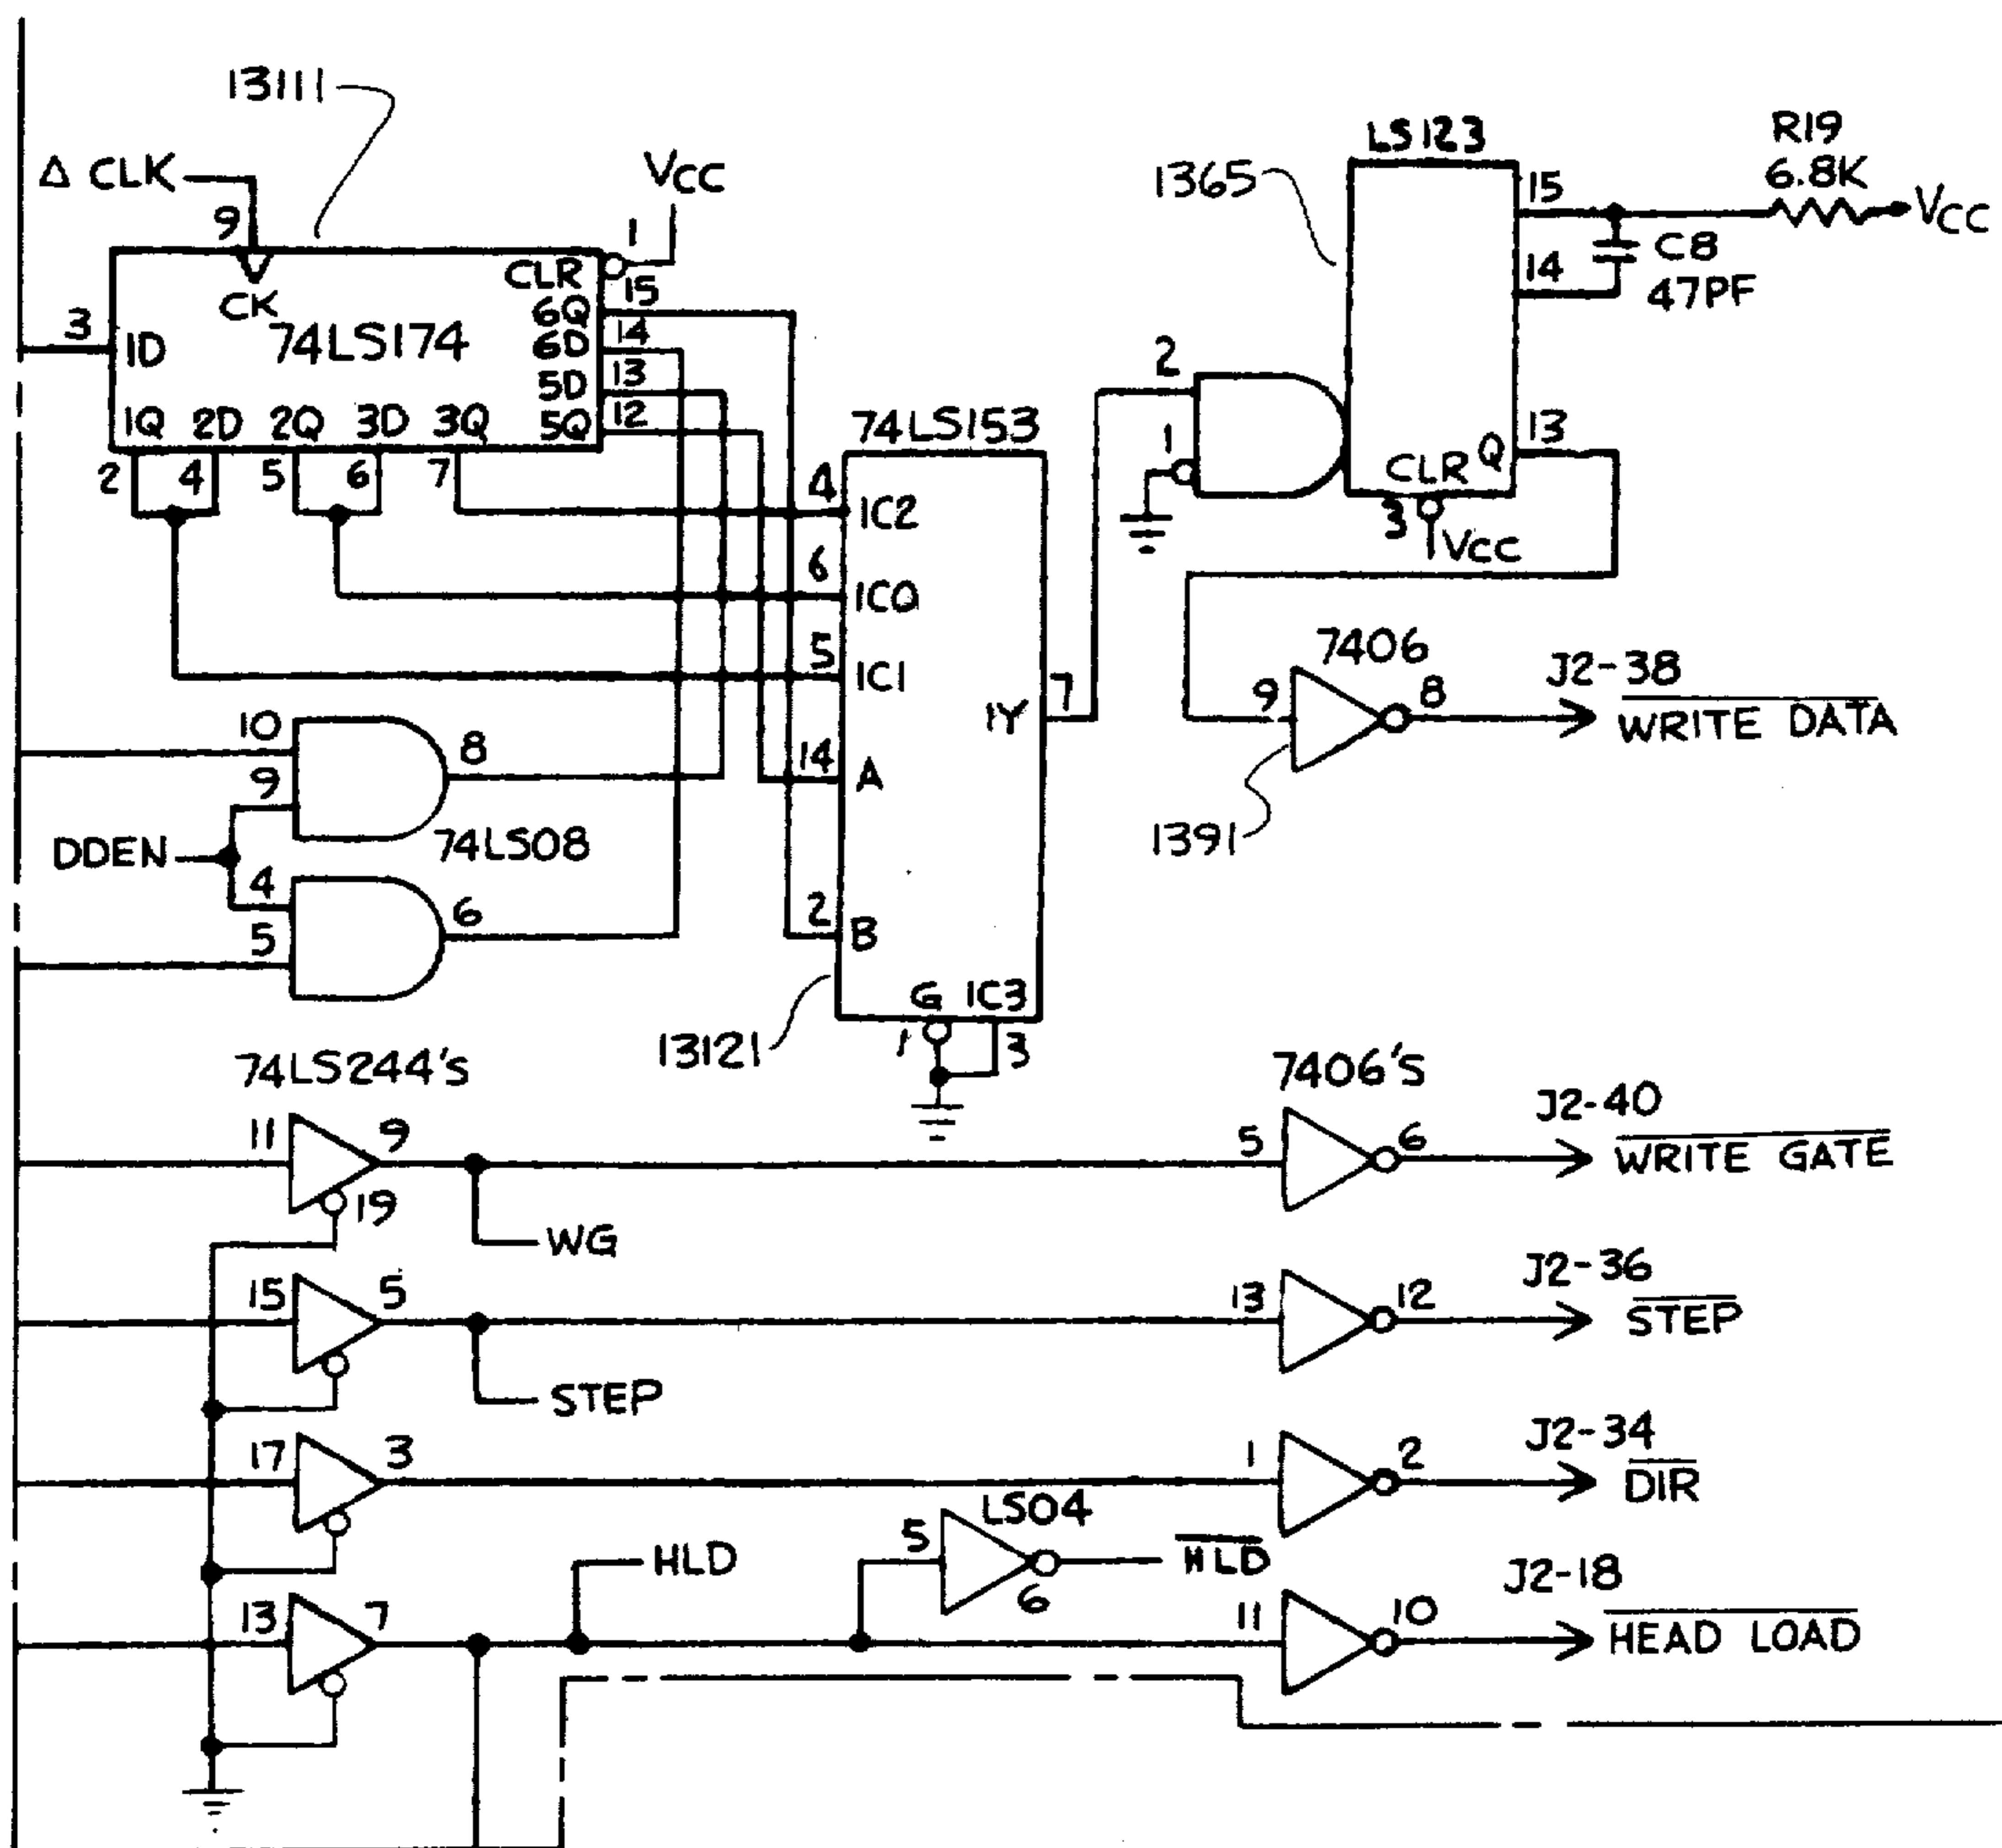 13111
Δ CLK
9
VCC
1
CLR
15
6Q
CK
3
1D
74LS174
14
6D
13
5D
12
5Q
1Q 2D 2Q 3D 3Q
2 4 5 6 7
LS123
1365
R19
6.8K
VCC
15
C8
47PF
14
2
1
13
Q
CLR
3
VCC
74LS153
4
1C2
6
1C0
5
1C1
1Y
7
14
A
2
B
G 1C3
1 3
13121
7406
9
8
J2-38
WRITE DATA
1391
10
9
8
DDEN
74LS08
4
5
6
74LS244's
7406's
11
9
19
WG
5
6
J2-40
WRITE GATE
15
5
STEP
13
12
J2-36
STEP
17
3
1
2
J2-34
DIR
LS04
5
6
HLD
HLD
13
7
11
10
J2-18
HEAD LOAD